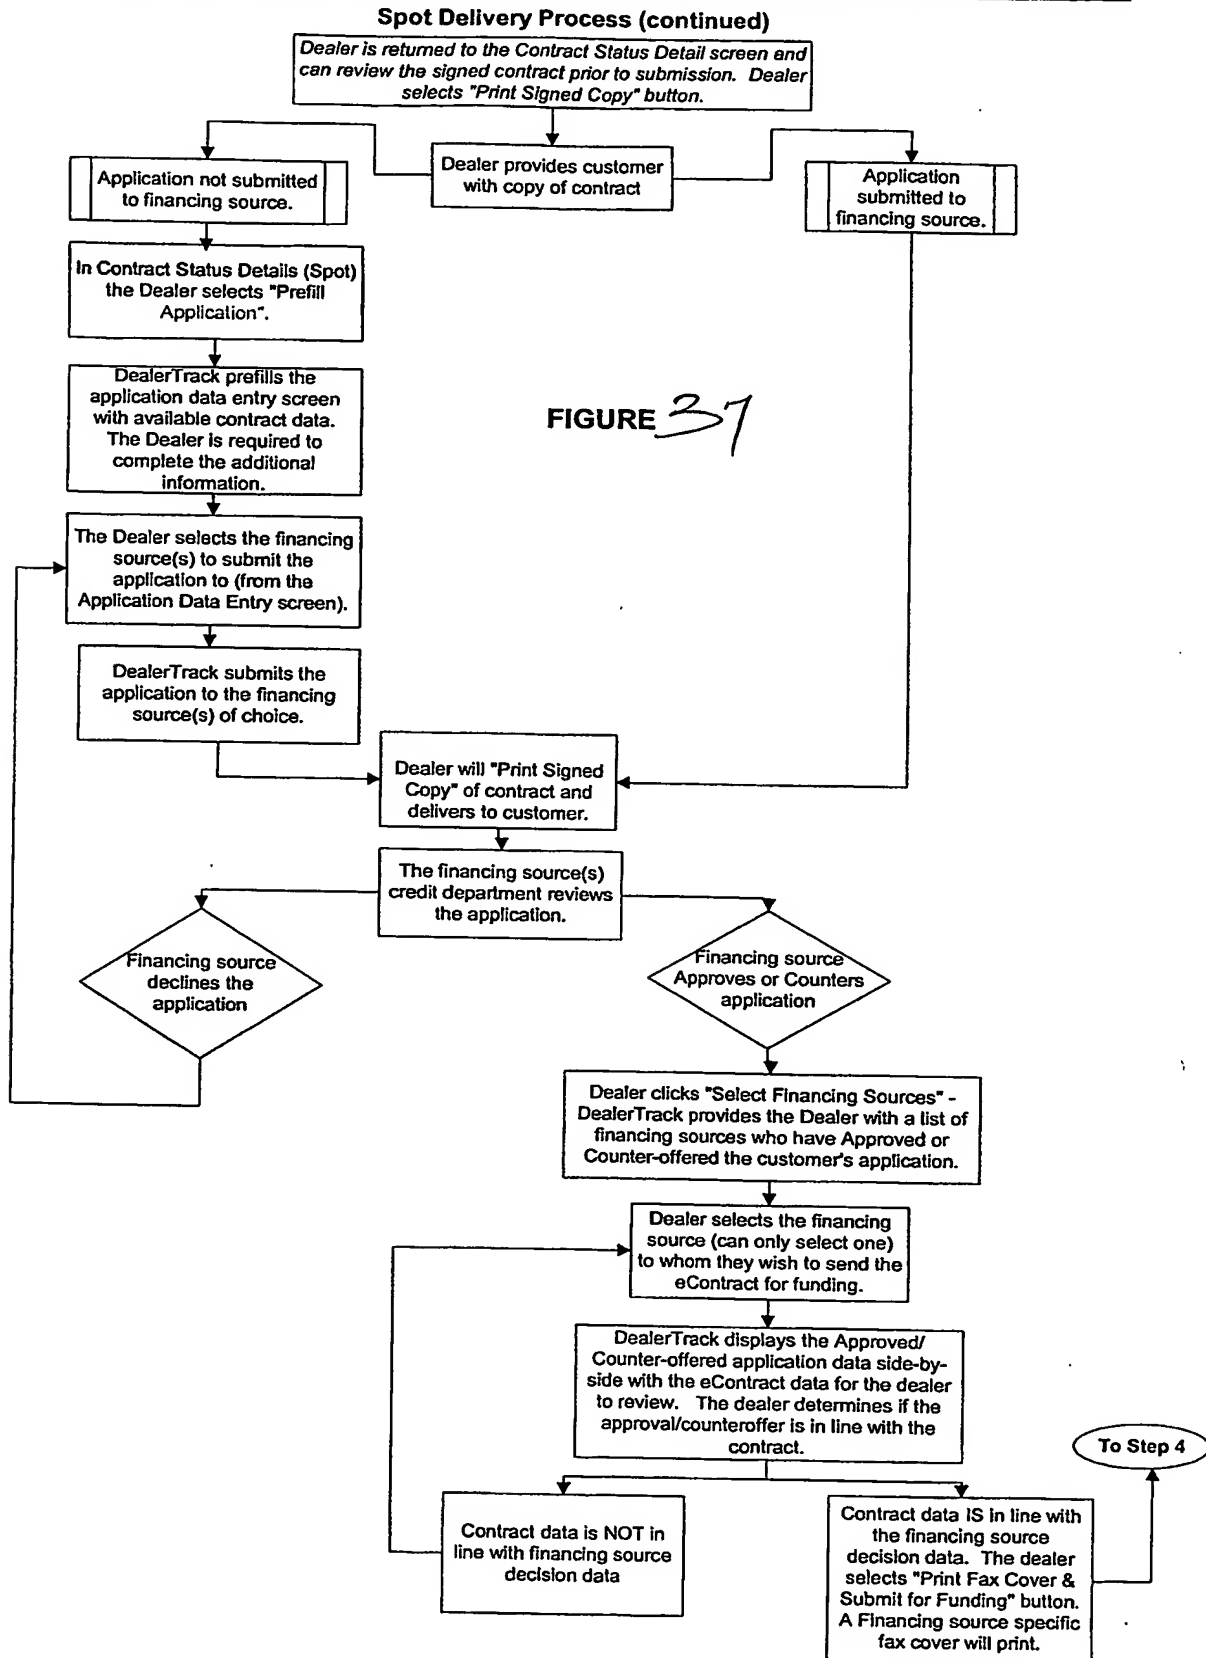 Spot Delivery Process (continued)
Dealer is returned to the Contract Status Detail screen and
can review the signed contract prior to submission. Dealer
selects "Print Signed Copy" button.
Dealer provides customer
with copy of contract
Application not submitted
to financing source.
Application
submitted to
financing source.
In Contract Status Details (Spot)
the Dealer selects "Prefill
Application".
DealerTrack prefills the
application data entry screen
with available contract data.
The Dealer is required to
complete the additional
information.
FIGURE 37
The Dealer selects the financing
source(s) to submit the
application to (from the
Application Data Entry screen).
DealerTrack submits the
application to the financing
source(s) of choice.
Dealer will "Print Signed
Copy" of contract and
delivers to customer.
The financing source(s)
credit department reviews
the application.
Financing source
declines the
application
Financing source
Approves or Counters
application
Dealer clicks "Select Financing Sources" -
DealerTrack provides the Dealer with a list of
financing sources who have Approved or
Counter-offered the customer's application.
Dealer selects the financing
source (can only select one)
to whom they wish to send the
eContract for funding.
DealerTrack displays the Approved/
Counter-offered application data side-by-
side with the eContract data for the dealer
to review. The dealer determines if the
approval/counteroffer is in line with the
contract.
To Step 4
Contract data is NOT in
line with financing source
decision data
Contract data IS in line with
the financing source
decision data. The dealer
selects "Print Fax Cover &
Submit for Funding" button.
A Financing source specific
fax cover will print.